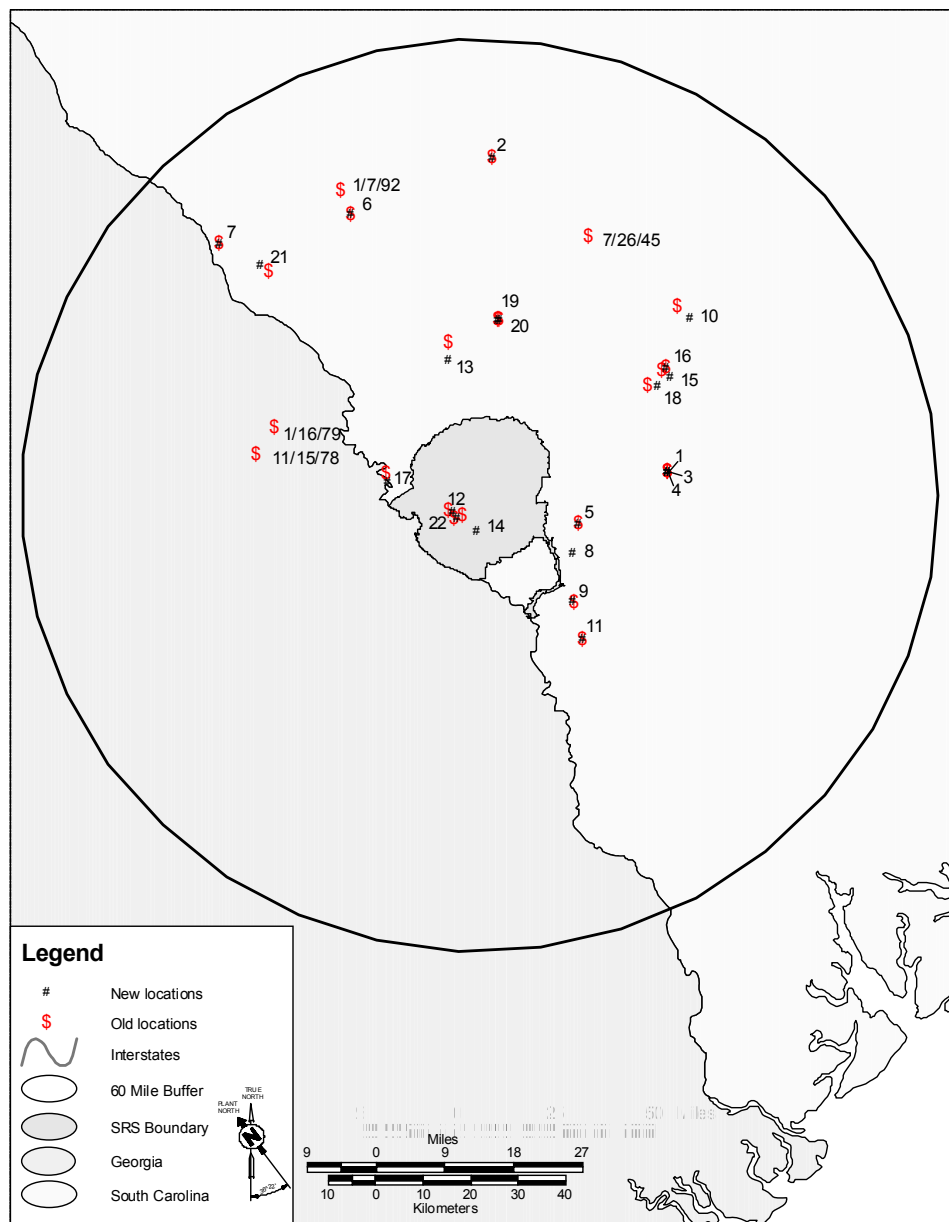 2
$ 1/7/92
6
7
$ 7/26/45
# 21
$
19
20
$
# 10
$
# 13
16
# 15
$ # 18
$ 1/16/79
$ 11/15/78
17
1
3
4
12
22
# 14
5
# 8
9
11
Legend
# New locations
$ Old locations
Interstates
60 Mile Buffer
SRS Boundary
Georgia
South Carolina
TRUE
NORTH
PLANT
NORTH
N
Miles
9 0 9 18 27
10 0 10 20 30 40
Kilometers